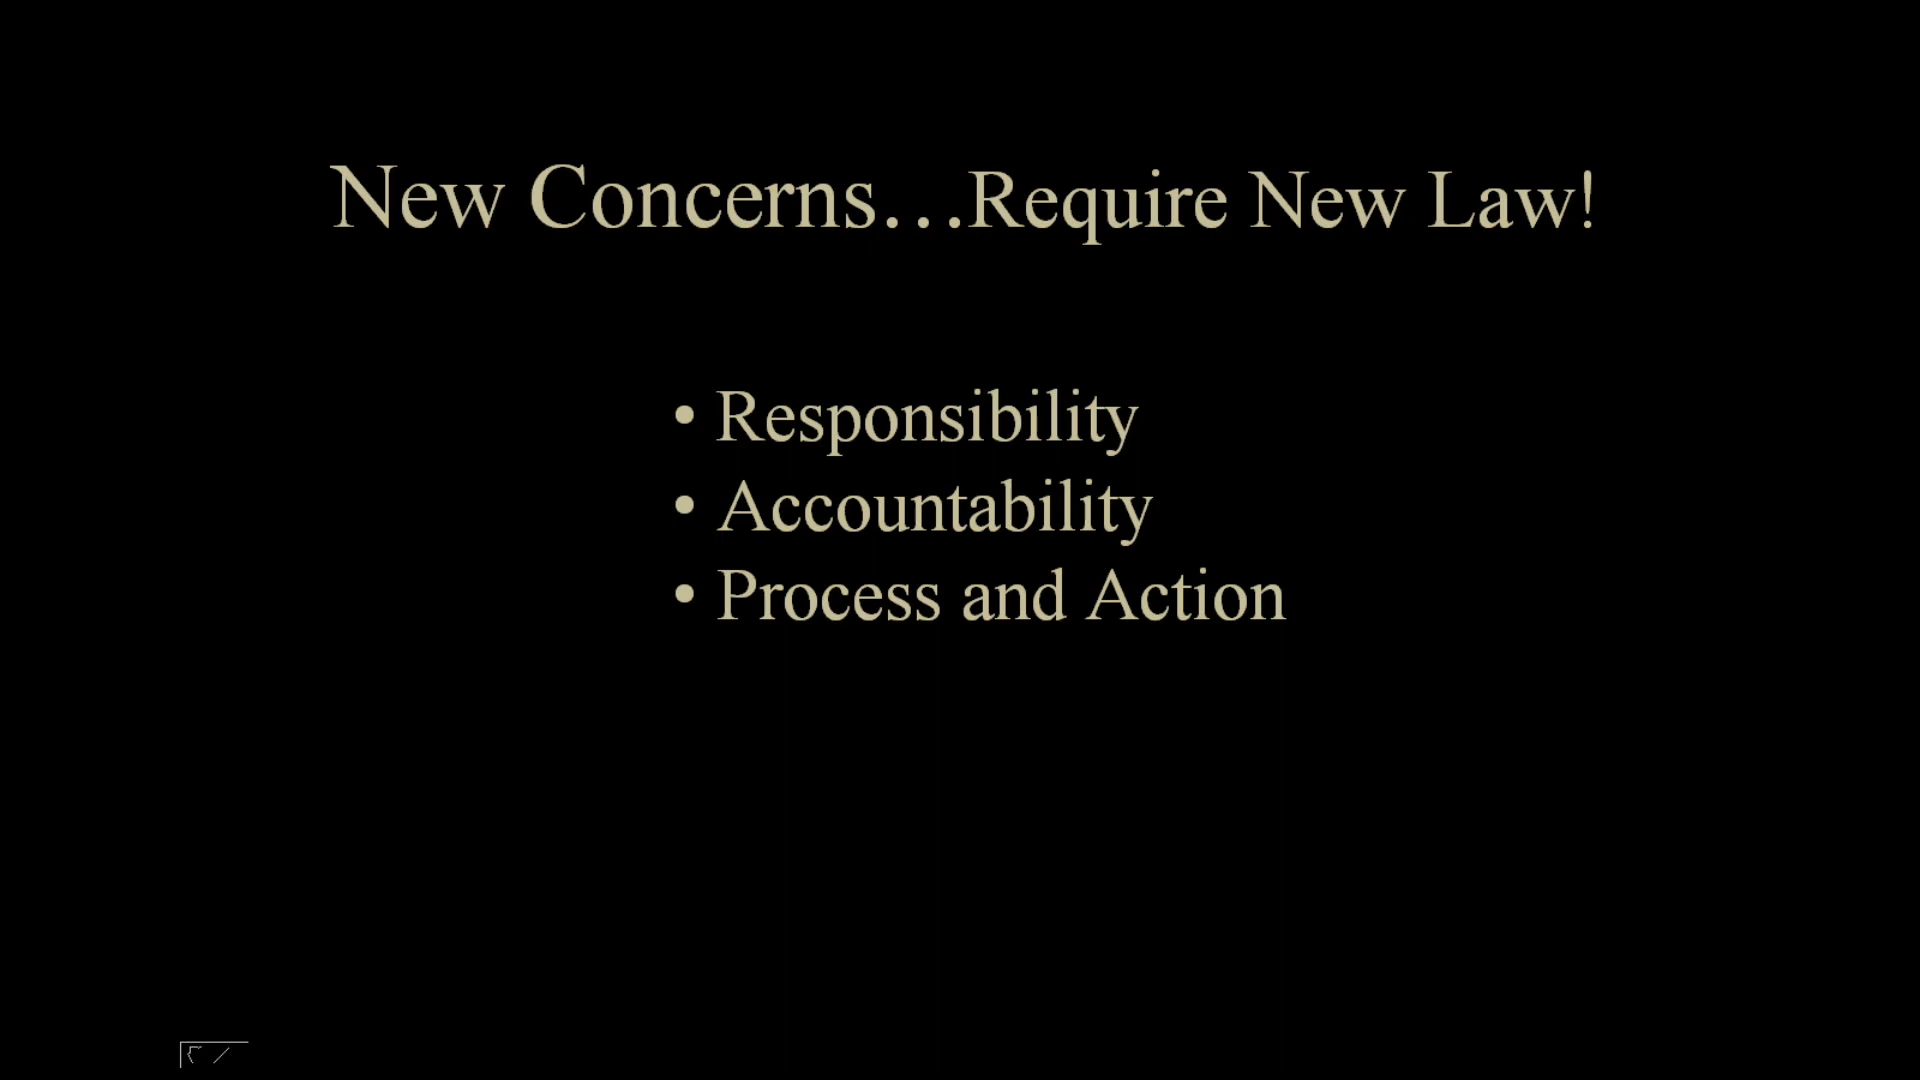 New Concerns…Require New Law!
• Responsibility
• Accountability
• Process and Action